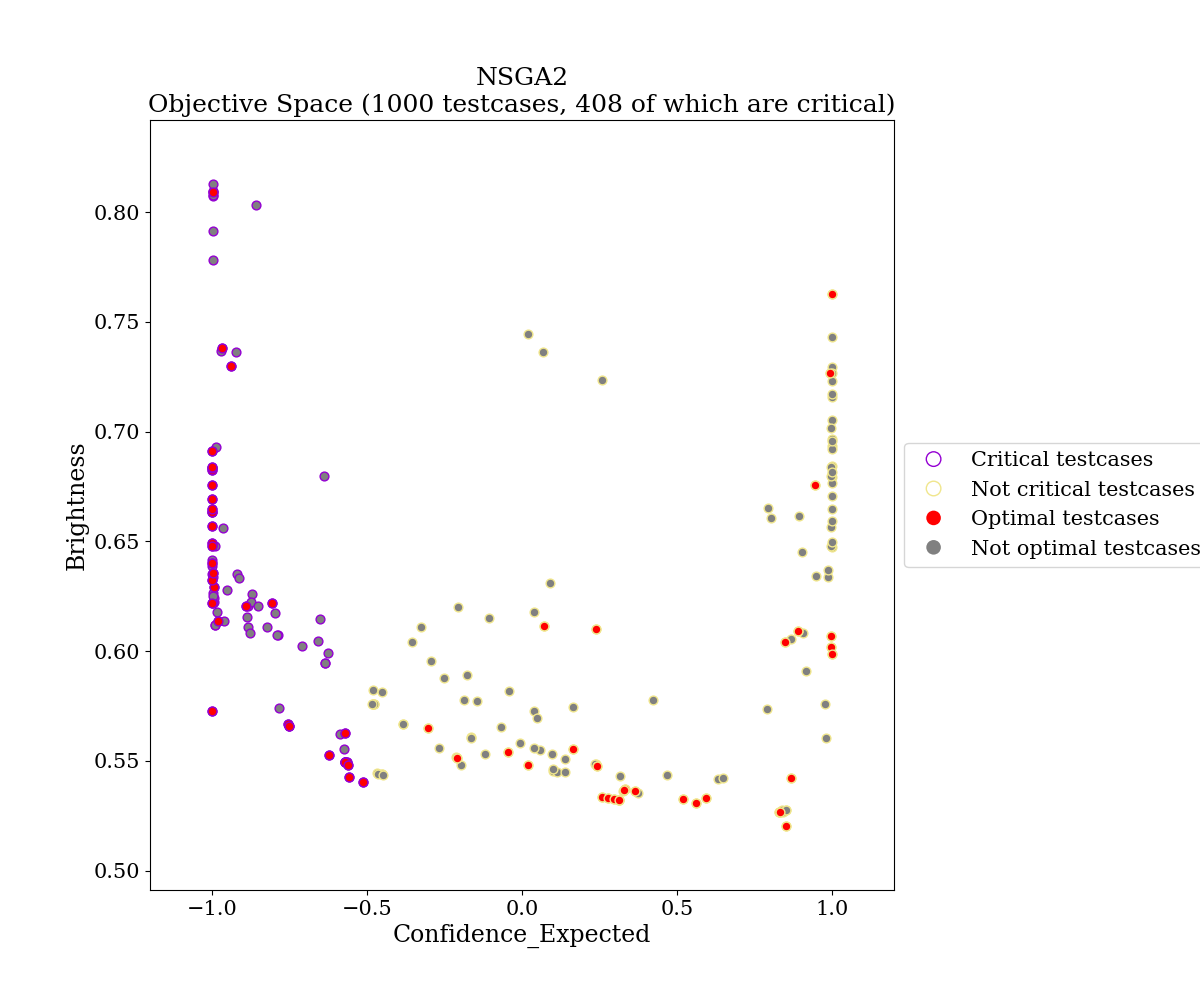 NSGA2
Objective Space (1000 testcases, 408 of which are critical)
0.80
0.75
0.70
0.65
0.60
0.55
0.50
Brightness
−1.0
−0.5
0.0
0.5
1.0
Confidence_Expected
Critical testcases
Not critical testcases
Optimal testcases
Not optimal testcases